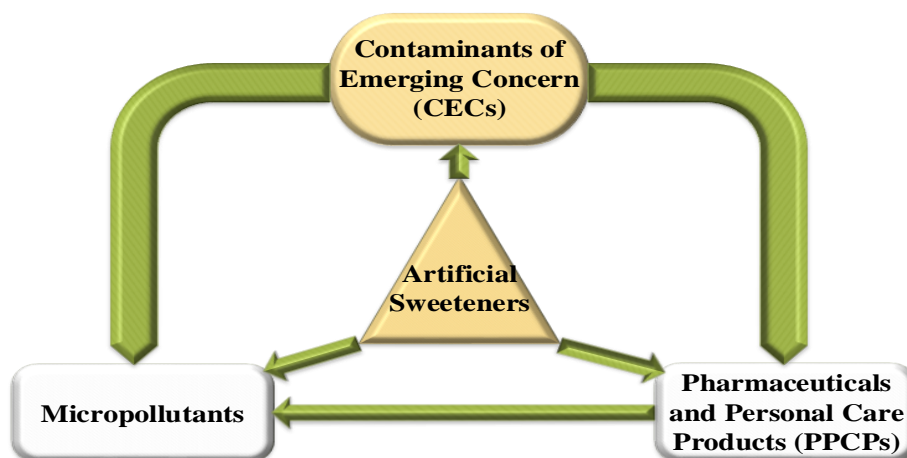 Contaminants of
Emerging Concern
(CECs)
Artificial
Sweeteners
Micropollutants
Pharmaceuticals
and Personal Care
Products (PPCPs)